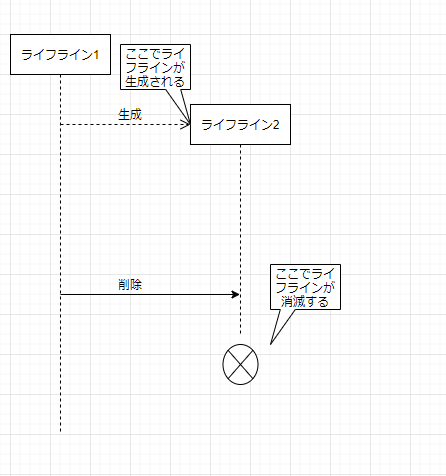 ライフライン1
ここでライ
フラインが
生成される
生成
ライフライン2
削除
ここでライ
フラインが
消滅する